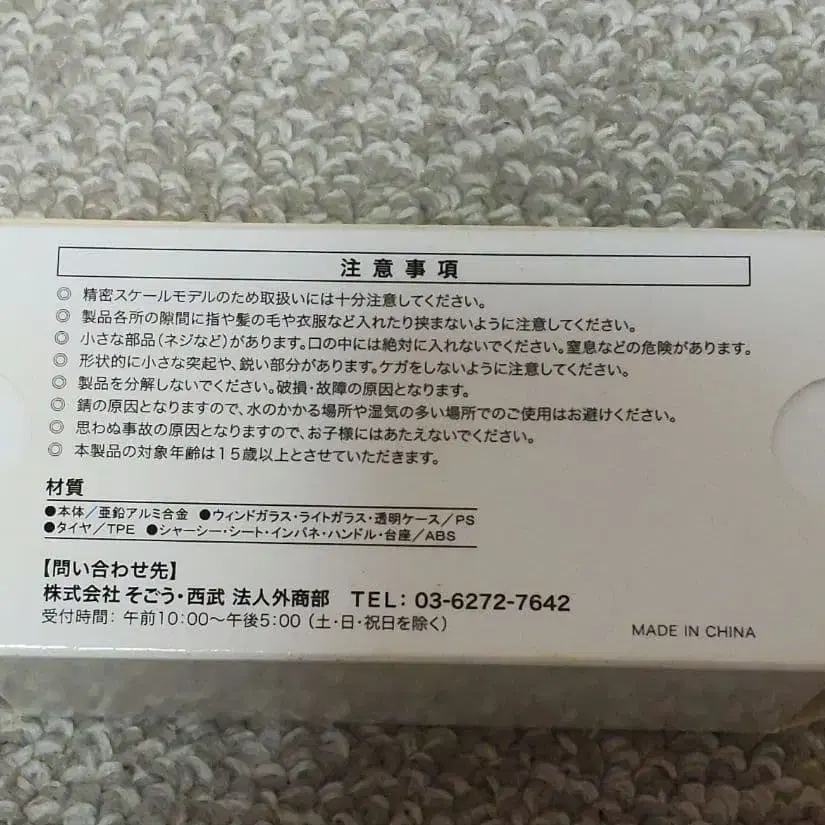 注意事項
◎ 精密スケールモデルのため取扱いには十分注意してください。
◎ 製品各所の隙間に指や髪の毛や衣服など入れたり挟まないように注意してください。
◎ 小さな部品(ネジなど)があります。口の中には絶対に入れないでください。窒息などの危険があります。
◎ 形状的に小さな突起や、鋭い部分があります。ケガをしないように注意してください。
◎ 製品を分解しないでください。破損・故障の原因となります。
◎ 錆の原因となりますので、水のかかる場所や湿気の多い場所でのご使用はお避けください。
◎ 思わぬ事故の原因となりますので、お子様にはあたえないでください。
◎ 本製品の対象年齢は15歳以上とさせていただきます。
材質
●本体/亜鉛アルミ合金 ●ウィンドガラス・ライトガラス・透明ケース/PS
●タイヤ/TPE ●シャーシー・シート・インパネ・ハンドル・台座/ABS
【問い合わせ先】
株式会社 そごう・西武 法人外商部 TEL: 03-6272-7642
受付時間: 午前10:00〜午後5:00 (土・日・祝日を除く)
MADE IN CHINA